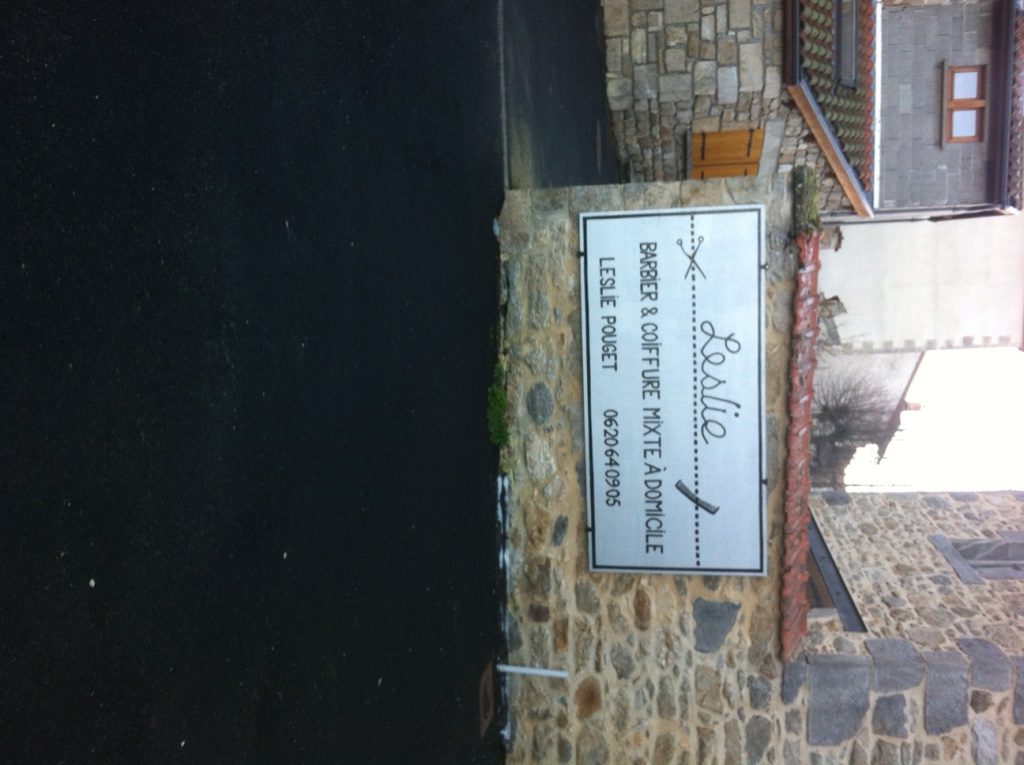 Leslie
BARBIER & COIFFURE MIXTE À DOMICILE
LESLIE POUGET 0620640905